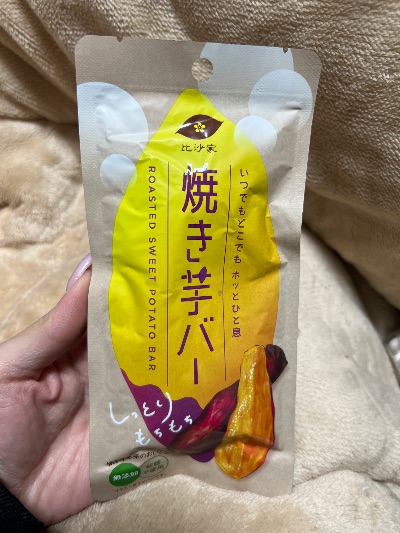 比沙家
焼き芋バー
ROASTED SWEET POTATO BAR
いつでもどこでも ホッとひと息
しっとり
もちもち
無添加